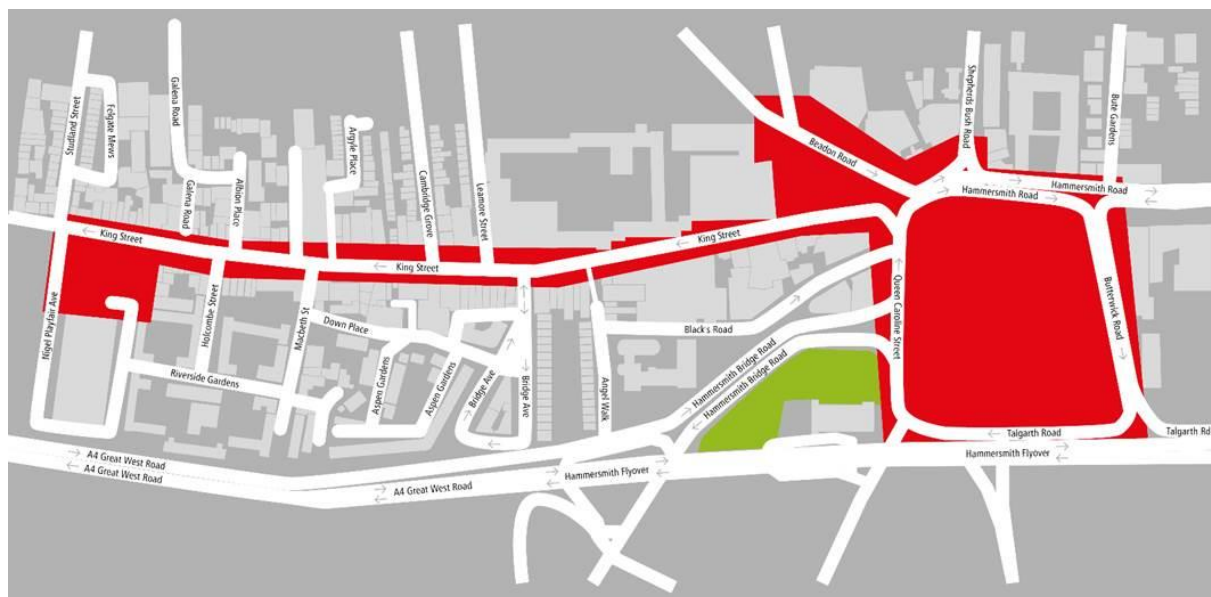 Studland Street
Felgate Mews
Galena Road
Galena Road
Albion Place
Argyle Place
Cambridge Grove
Leamore Street
Beadon Road
Shepherds Bush Road
Bute Gardens
Hammersmith Road
Hammersmith Road
King Street
King Street
King Street
Nigel Playfair Ave
Holcombe Street
Macbeth St
Down Place
Riverside Gardens
Aspen Gardens
Aspen Gardens
Bridge Ave
Bridge Ave
Angel Walk
Black's Road
Hammersmith Bridge Road
Hammersmith Bridge Road
Queen Caroline Street
Butterwick Road
Talgarth Road
Talgarth Rd
A4 Great West Road
A4 Great West Road
A4 Great West Road
Hammersmith Flyover
Hammersmith Flyover